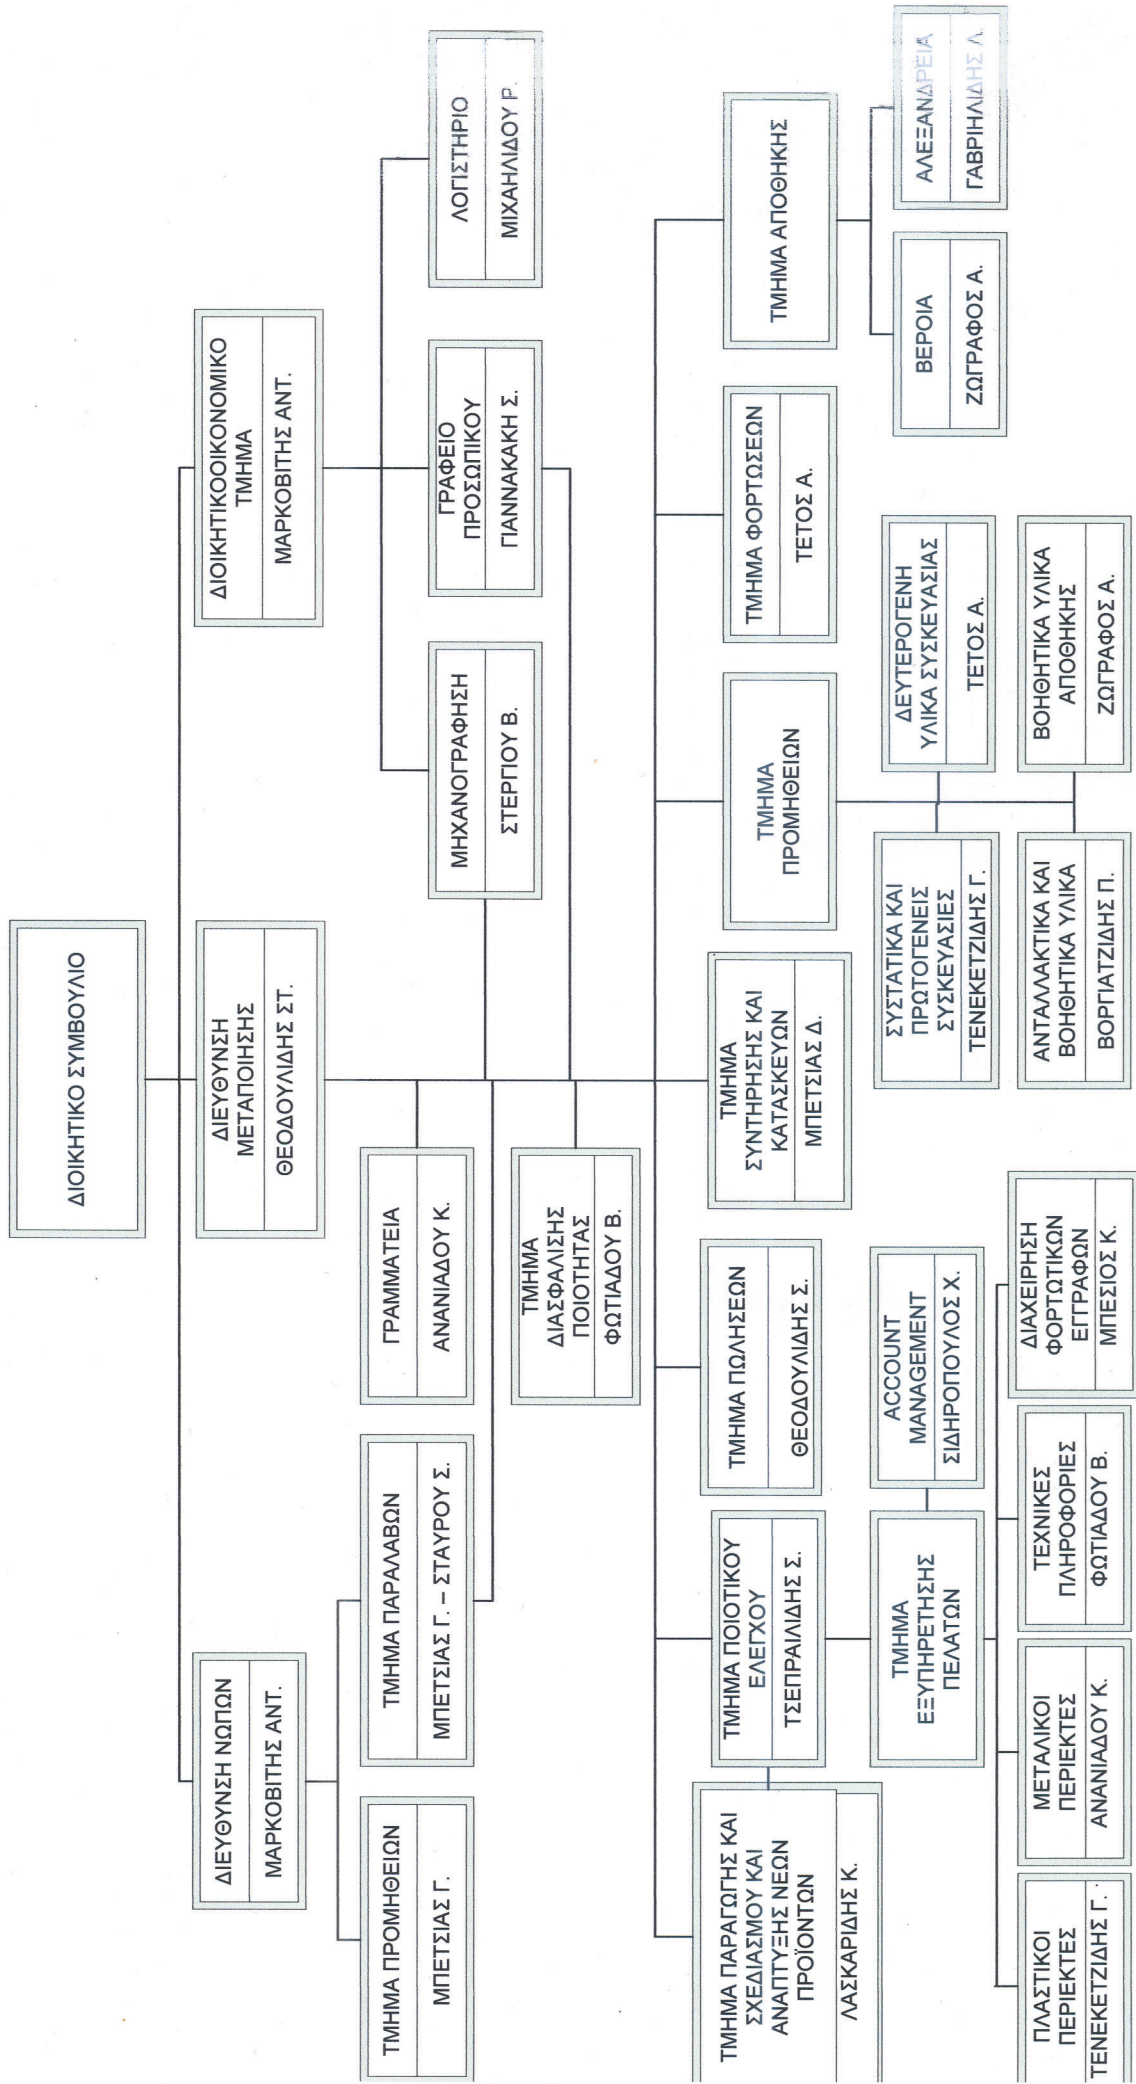 ΔΙΟΙΚΗΤΙΚΟ ΣΥΜΒΟΥΛΙΟ
ΔΙΕΥΘΥΝΣΗ ΝΩΠΩΝ
ΜΑΡΚΟΒΙΤΗΣ ΑΝΤ.
ΔΙΕΥΘΥΝΣΗ
ΜΕΤΑΠΟΙΗΣΗΣ
ΘΕΟΔΟΥΛΙΔΗΣ ΣΤ.
ΔΙΟΙΚΗΤΙΚΟΟΙΚΟΝΟΜΙΚΟ
ΤΜΗΜΑ
ΜΑΡΚΟΒΙΤΗΣ ΑΝΤ.
ΤΜΗΜΑ ΠΡΟΜΗΘΕΙΩΝ
ΜΠΕΤΣΙΑΣ Γ.
ΤΜΗΜΑ ΠΑΡΑΛΑΒΩΝ
ΜΠΕΤΣΙΑΣ Γ. – ΣΤΑΥΡΟΥ Σ.
ΓΡΑΜΜΑΤΕΙΑ
ΑΝΑΝΙΑΔΟΥ Κ.
ΜΗΧΑΝΟΓΡΑΦΗΣΗ
ΣΤΕΡΓΙΟΥ Β.
ΓΡΑΦΕΙΟ
ΠΡΟΣΩΠΙΚΟΥ
ΓΙΑΝΝΑΚΑΚΗ Σ.
ΛΟΓΙΣΤΗΡΙΟ
ΜΙΧΑΗΛΙΔΟΥ Ρ.
ΤΜΗΜΑ
ΔΙΑΣΦΑΛΙΣΗΣ
ΠΟΙΟΤΗΤΑΣ
ΦΩΤΙΑΔΟΥ Β.
ΤΜΗΜΑ ΠΑΡΑΓΩΓΗΣ ΚΑΙ
ΣΧΕΔΙΑΣΜΟΥ ΚΑΙ
ΑΝΑΠΤΥΞΗΣ ΝΕΩΝ
ΠΡΟΪΟΝΤΩΝ
ΛΑΣΚΑΡΙΔΗΣ Κ.
ΤΜΗΜΑ ΠΟΙΟΤΙΚΟΥ
ΕΛΕΓΧΟΥ
ΤΣΕΠΡΑΙΛΙΔΗΣ Σ.
ΤΜΗΜΑ ΠΩΛΗΣΕΩΝ
ΘΕΟΔΟΥΛΙΔΗΣ Σ.
ΤΜΗΜΑ
ΣΥΝΤΗΡΗΣΗΣ ΚΑΙ
ΚΑΤΑΣΚΕΥΩΝ
ΜΠΕΤΣΙΑΣ Δ.
ΤΜΗΜΑ
ΠΡΟΜΗΘΕΙΩΝ
ΤΜΗΜΑ ΦΟΡΤΩΣΕΩΝ
ΤΕΤΟΣ Α.
ΤΜΗΜΑ ΑΠΟΘΗΚΗΣ
ΤΜΗΜΑ
ΕΞΥΠΗΡΕΤΗΣΗΣ
ΠΕΛΑΤΩΝ
ACCOUNT
MANAGEMENT
ΣΙΔΗΡΟΠΟΥΛΟΣ Χ.
ΣΥΣΤΑΤΙΚΑ ΚΑΙ
ΠΡΩΤΟΓΕΝΕΙΣ
ΣΥΣΚΕΥΑΣΙΕΣ
ΤΕΝΕΚΕΤΖΙΔΗΣ Γ.
ΔΕΥΤΕΡΟΓΕΝΗ
ΥΛΙΚΑ ΣΥΣΚΕΥΑΣΙΑΣ
ΤΕΤΟΣ Α.
ΒΕΡΟΙΑ
ΖΩΓΡΑΦΟΣ Α.
ΑΛΕΞΑΝΔΡΕΙΑ
ΓΑΒΡΙΗΛΙΔΗΣ Λ.
ΠΛΑΣΤΙΚΟΙ
ΠΕΡΙΕΚΤΕΣ
ΤΕΝΕΚΕΤΖΙΔΗΣ Γ.
ΜΕΤΑΛΙΚΟΙ
ΠΕΡΙΕΚΤΕΣ
ΑΝΑΝΙΑΔΟΥ Κ.
ΤΕΧΝΙΚΕΣ
ΠΛΗΡΟΦΟΡΙΕΣ
ΦΩΤΙΑΔΟΥ Β.
ΔΙΑΧΕΙΡΗΣΗ
ΦΟΡΤΩΤΙΚΩΝ
ΕΓΓΡΑΦΩΝ
ΜΠΕΣΙΟΣ Κ.
ΑΝΤΑΛΛΑΚΤΙΚΑ ΚΑΙ
ΒΟΗΘΗΤΙΚΑ ΥΛΙΚΑ
ΒΟΡΓΙΑΤΖΙΔΗΣ Π.
ΒΟΗΘΗΤΙΚΑ ΥΛΙΚΑ
ΑΠΟΘΗΚΗΣ
ΖΩΓΡΑΦΟΣ Α.